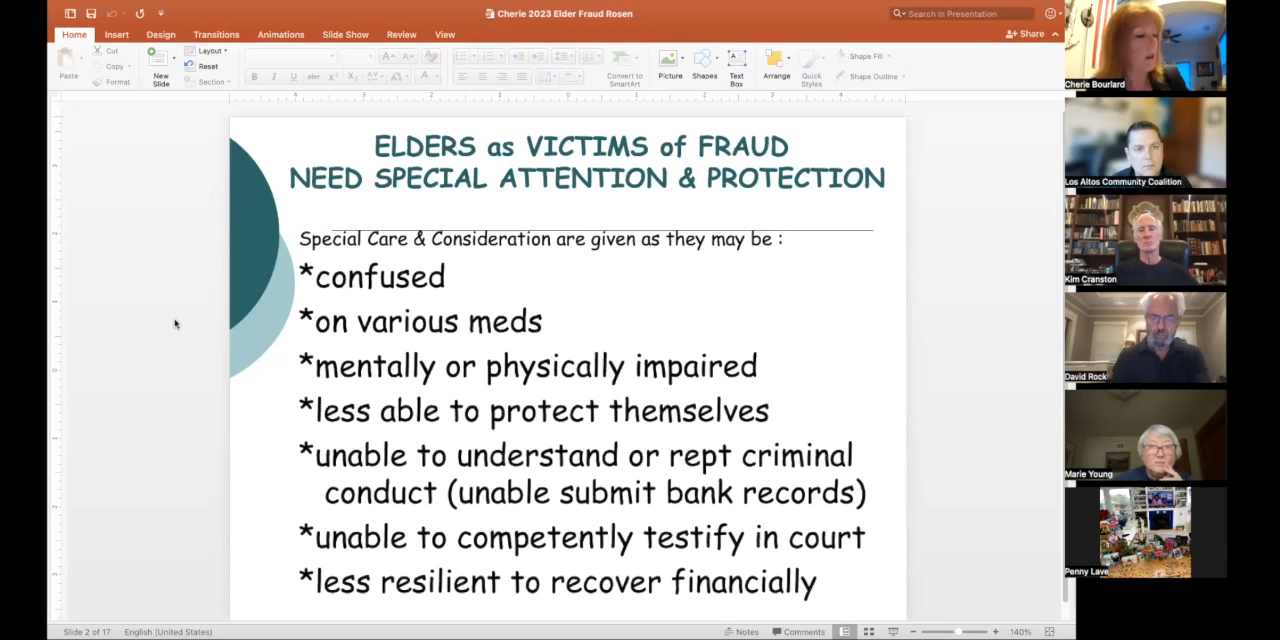 Cherie 2023 Elder Fraud Rosen
Search in Presentation
Home Insert Design Transitions Animations Slide Show Review View
Share
Paste
Cut
Copy
Format
New Slide
Layout
Reset
Section
B I U abc
Convert to SmartArt
Picture
Shapes
Text Box
Arrange
Quick Styles
Shape Fill
Shape Outline
ELDERS as VICTIMS of FRAUD
NEED SPECIAL ATTENTION & PROTECTION
Special Care & Consideration are given as they may be :
*confused
*on various meds
*mentally or physically impaired
*less able to protect themselves
*unable to understand or rept criminal
conduct (unable submit bank records)
*unable to competently testify in court
*less resilient to recover financially
Slide 2 of 17 English (United States)
Notes Comments 140%
Cherie Bourlard
Los Altos Community Coalition
Kim Cranston
David Rock
Marie Young
Penny Lave